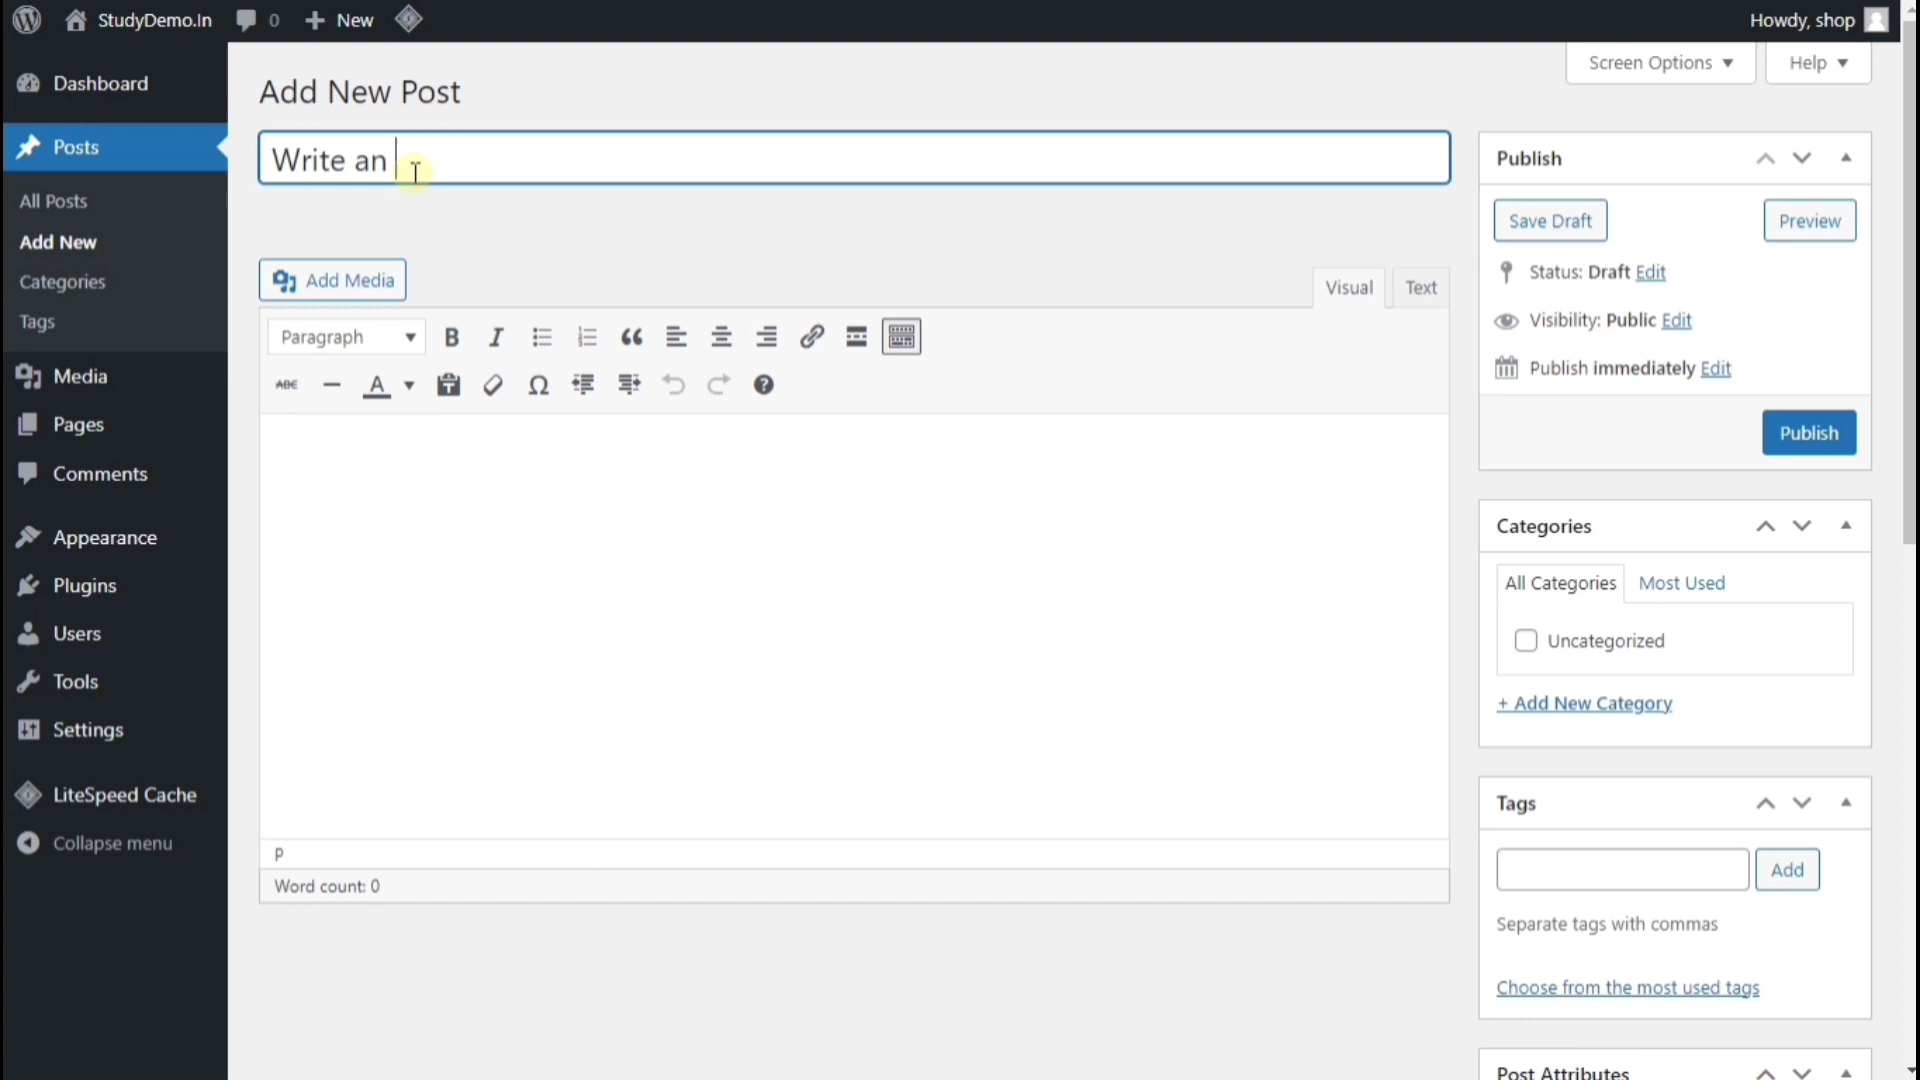 StudyDemo.In 0 New Howdy, shop
Screen Options Help
Dashboard
Posts
All Posts
Add New
Categories
Tags
Media
Pages
Comments
Appearance
Plugins
Users
Tools
Settings
LiteSpeed Cache
Collapse menu
Add New Post
Write an
Add Media
Visual Text
Paragraph B I
ABC A Ω
p
Word count: 0
Publish
Save Draft Preview
Status: Draft Edit
Visibility: Public Edit
Publish immediately Edit
Publish
Categories
All Categories Most Used
Uncategorized
+ Add New Category
Tags
Add
Separate tags with commas
Choose from the most used tags
Post Attributes